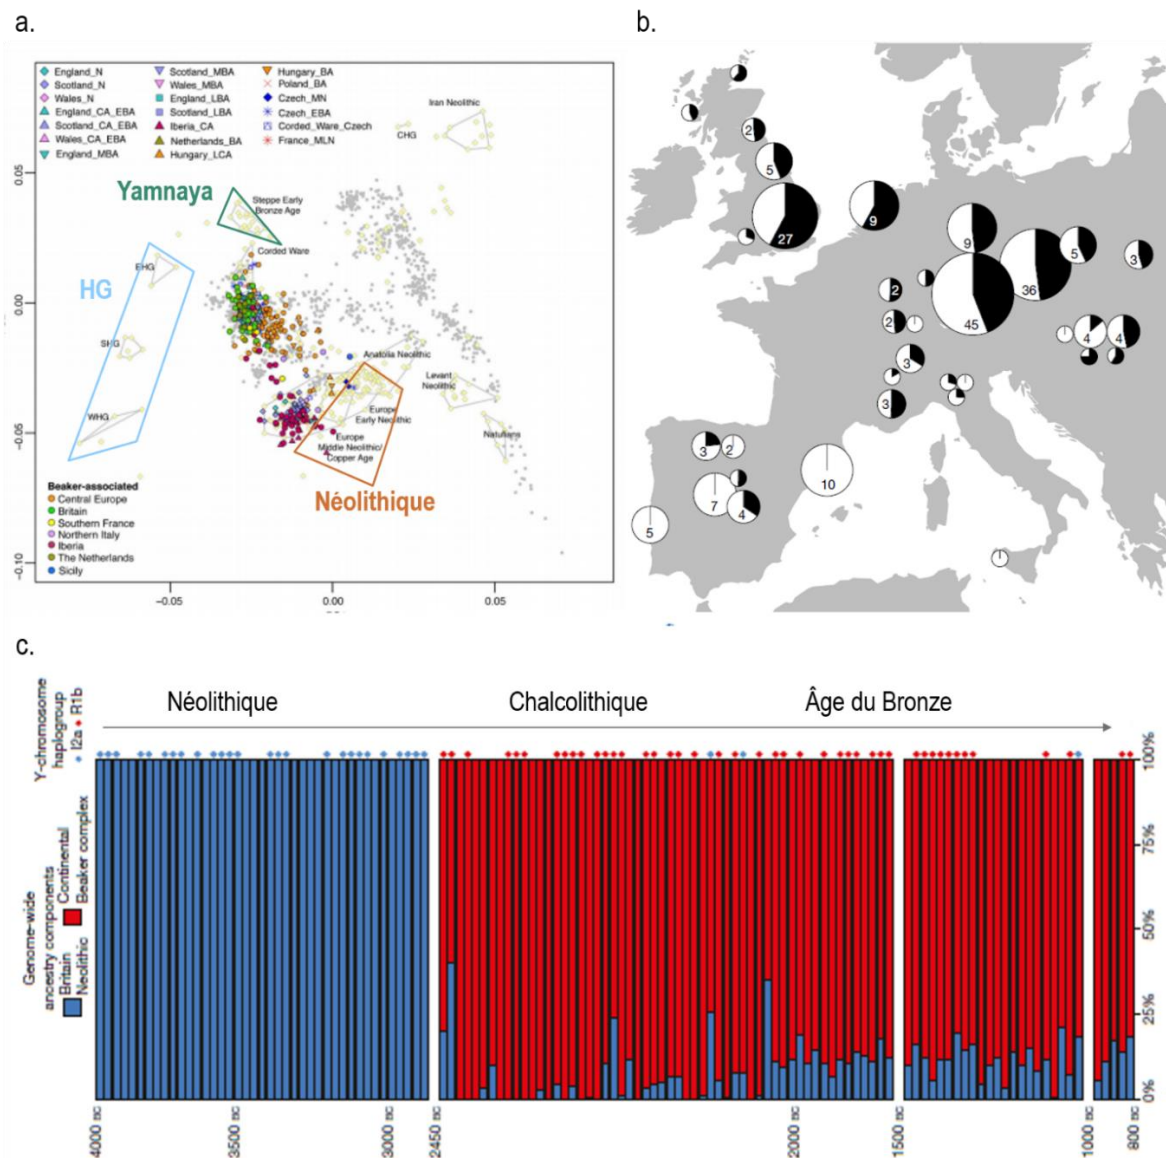 a.
b.
England_N
Scotland_N
Wales_N
England_CA_EBA
Scotland_CA_EBA
Wales_CA_EBA
England_MBA
Scotland_MBA
Wales_MBA
England_LBA
Scotland_LBA
Iberia_CA
Netherlands_BA
Hungary_LCA
Hungary_BA
Poland_BA
Czech_MN
Czech_EBA
Corded_Ware_Czech
France_MLN
Iran Neolithic
CHG
Yamnaya
Steppe Early
Bronze Age
Corded Ware
HG
EHG
SHG
WHG
Anatolia Neolithic
Levant
Neolithic
Natufians
Europe
Early Neolithic
Europe
Middle Neolithic/
Copper Age
Néolithique
Beaker-associated
Central Europe
Britain
Southern France
Northern Italy
Iberia
The Netherlands
Sicily
0.05
0.00
−0.05
−0.10
−0.05
0.00
0.05
2
5
27
9
9
36
5
3
45
2
2
4
4
3
3
3
2
10
7
4
5
c.
Néolithique
Chalcolithique
Âge du Bronze
Y-chromosome
haplogroup
I2a
R1b
Genome-wide
ancestry components
Britain
Neolithic
Continental
Beaker complex
100%
75%
50%
25%
0%
4000 BC
3500 BC
3000 BC
2450 BC
2000 BC
1500 BC
1000 BC
800 BC